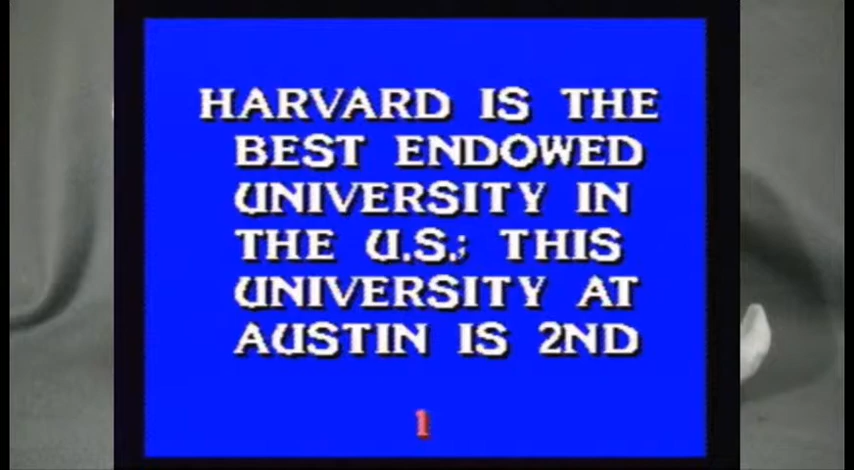 HARVARD IS THE
BEST ENDOWED
UNIVERSITY IN
THE U.S.; THIS
UNIVERSITY AT
AUSTIN IS 2ND
1